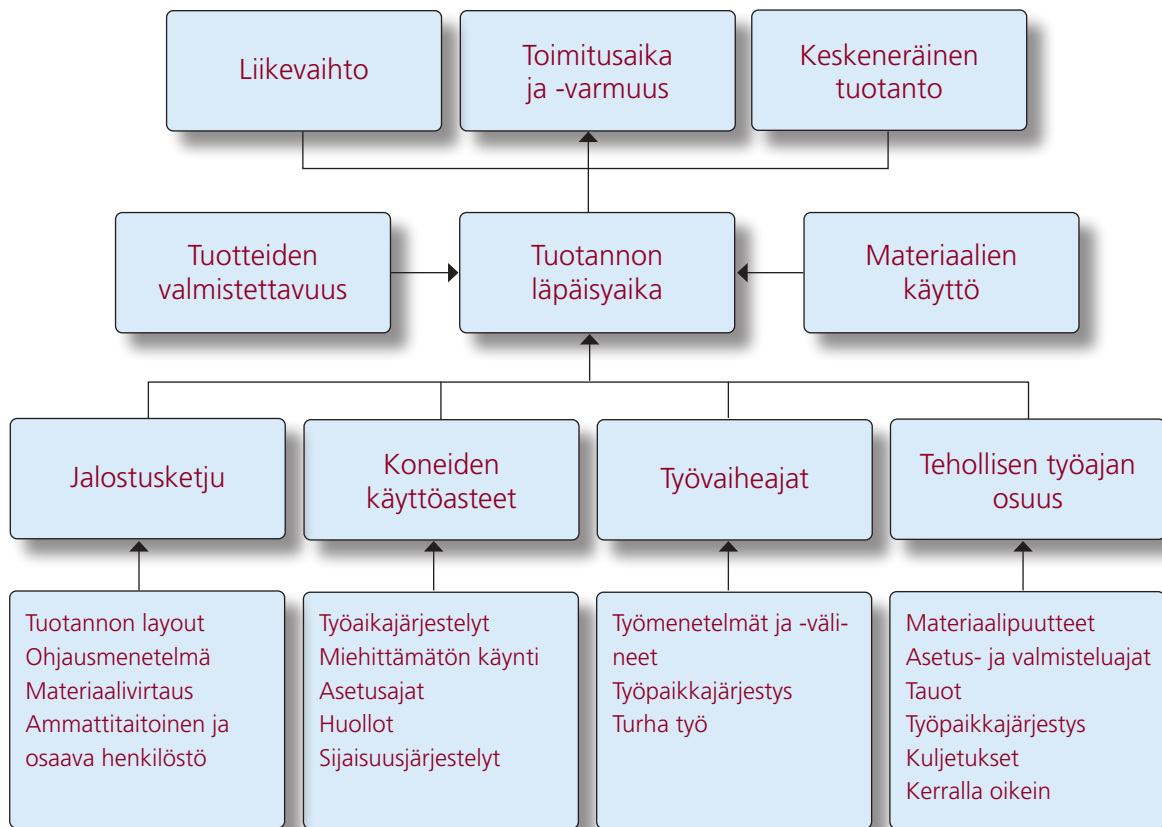 Liikevaihto
Toimitusaika
ja -varmuus
Keskeneräinen
tuotanto
Tuotteiden
valmistettavuus
Tuotannon
läpäisyaika
Materiaalien
käyttö
Jalostusketju
Koneiden
käyttöasteet
Työvaiheajat
Tehollisen työajan
osuus
Tuotannon layout
Ohjausmenetelmä
Materiaalivirtaus
Ammattitaitoinen ja
osaava henkilöstö
Työaikajärjestelyt
Miehittämätön käynti
Asetusajat
Huollot
Sijaisuusjärjestelyt
Työmenetelmät ja -väli-
neet
Työpaikkajärjestys
Turha työ
Materiaalipuutteet
Asetus- ja valmisteluajat
Tauot
Työpaikkajärjestys
Kuljetukset
Kerralla oikein